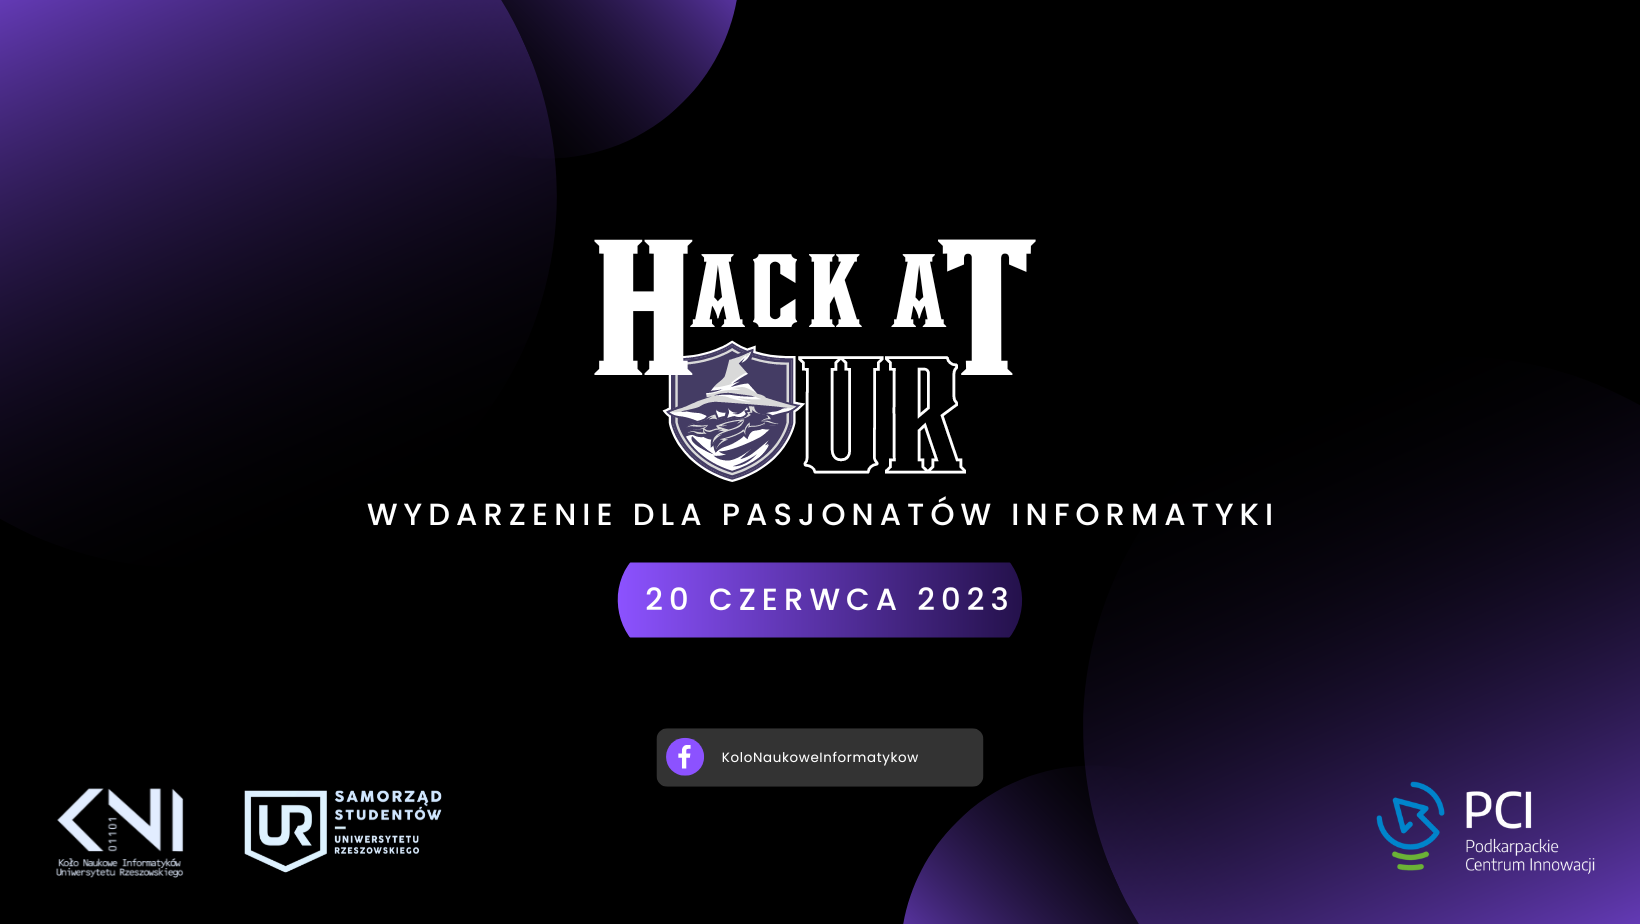 HACK AT
UR
WYDARZENIE DLA PASJONATÓW INFORMATYKI
20 CZERWCA 2023
KoloNaukoweInformatykow
KNI
01101
Koło Naukowe Informatyków
Uniwersytetu Rzeszowskiego
UR
SAMORZĄD
STUDENTÓW
UNIWERSYTETU
RZESZOWSKIEGO
PCI
Podkarpackie
Centrum Innowacji